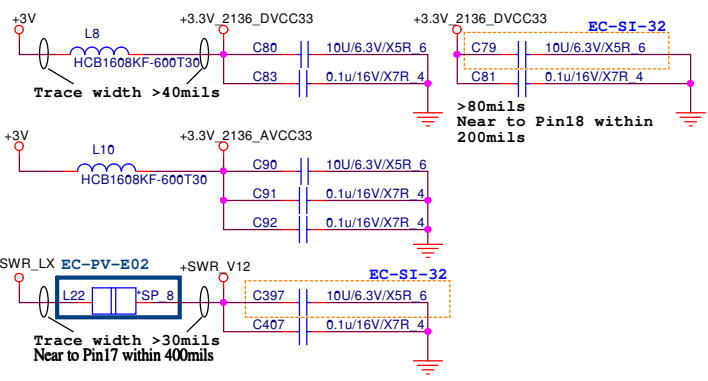 +3V
L8
HCB1608KF-600T30
+3.3V_2136_DVCC33
C80
10U/6.3V/X5R_6
C83
0.1u/16V/X7R_4
Trace width >40mils
+3.3V_2136_DVCC33
EC-SI-32
C79
10U/6.3V/X5R_6
C81
0.1u/16V/X7R_4
>80mils
Near to Pin18 within
200mils
+3V
L10
HCB1608KF-600T30
+3.3V_2136_AVCC33
C90
10U/6.3V/X5R_6
C91
0.1u/16V/X7R_4
C92
0.1u/16V/X7R_4
SWR_LX
EC-PV-E02
L22
*SP_8
+SWR_V12
EC-SI-32
C397
10U/6.3V/X5R_6
C407
0.1u/16V/X7R_4
Trace width >30mils
Near to Pin17 within 400mils